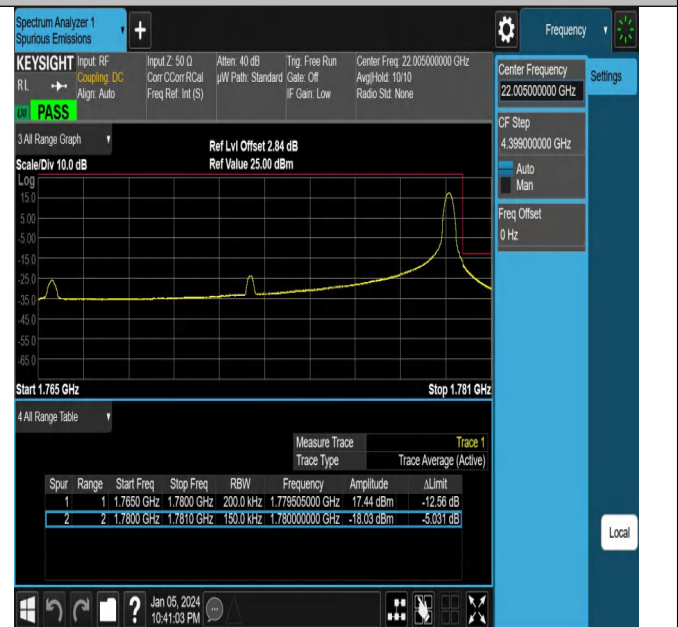 Spectrum Analyzer 1
Spurious Emissions
+
Frequency
KEYSIGHT Input: RF Input Z: 50 Ω Atten: 40 dB Trig: Free Run Center Freq: 22.005000000 GHz
RL Coupling: DC Corr CCorr RCal µW Path: Standard Gate: Off Avg|Hold: 10/10
Align: Auto Freq Ref: Int (S) IF Gain: Low Radio Std: None
PASS
Center Frequency
22.005000000 GHz
Settings
CF Step
4.399000000 GHz
Auto
Man
Freq Offset
0 Hz
3 All Range Graph
Ref Lvl Offset 2.84 dB
Scale/Div 10.0 dB Ref Value 25.00 dBm
Log
15.0
5.00
-5.00
-15.0
-25.0
-35.0
-45.0
-55.0
-65.0
Start 1.765 GHz Stop 1.781 GHz
4 All Range Table
Measure Trace Trace 1
Trace Type Trace Average (Active)
Spur Range Start Freq Stop Freq RBW Frequency Amplitude ΔLimit
1 1 1.7650 GHz 1.7800 GHz 200.0 kHz 1.779505000 GHz 17.44 dBm -12.56 dB
2 2 1.7800 GHz 1.7810 GHz 150.0 kHz 1.780000000 GHz -18.03 dBm -5.031 dB
Local
? Jan 05, 2024
10:41:03 PM